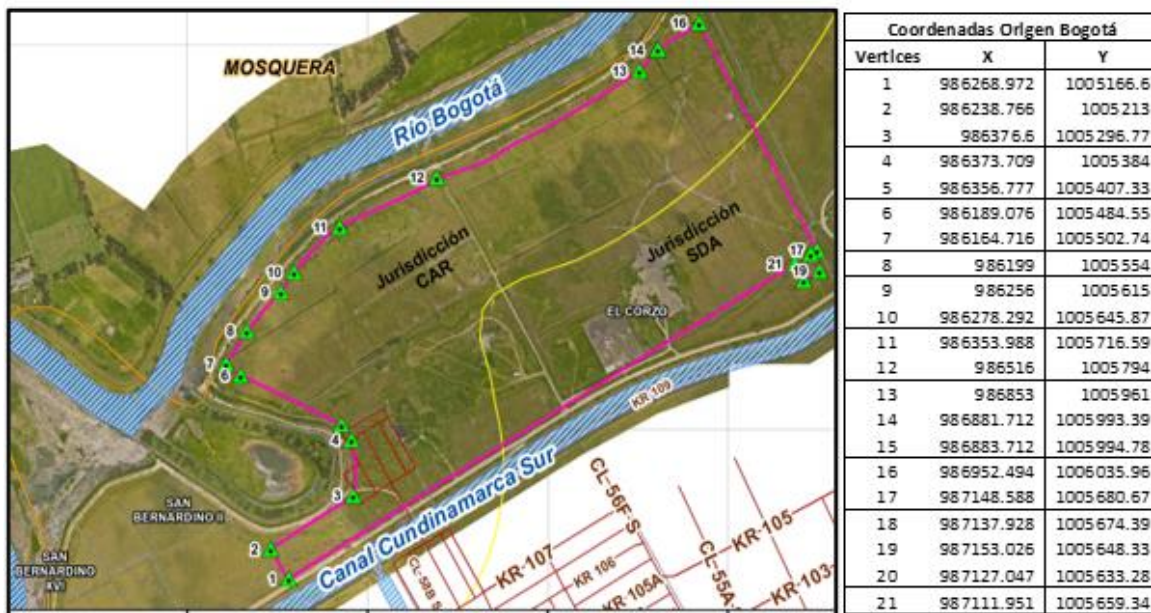 MOSQUERA
Río Bogotá
16
14
13
12
11
10
9
8
7
6
4
3
2
1
17
21
19
Jurisdicción
CAR
Jurisdicción
SDA
EL CORZO
KR 109
Canal Cundinamarca Sur
SAN
BERNARDINO II
SAN
BERNARDINO
XVI
CL-56F S
KR-107
KR 106
KR-105A
KR-105
CL-55A
KR-103
CL-58B S
Coordenadas Origen Bogotá
Vertices X Y
1 986268.972 1005166.6
2 986238.766 1005213
3 986376.6 1005296.77
4 986373.709 1005384
5 986356.777 1005407.33
6 986189.076 1005484.55
7 986164.716 1005502.74
8 986199 1005554
9 986256 1005615
10 986278.292 1005645.87
11 986353.988 1005716.59
12 986516 1005794
13 986853 1005961
14 986881.712 1005993.39
15 986883.712 1005994.78
16 986952.494 1006035.96
17 987148.588 1005680.67
18 987137.928 1005674.39
19 987153.026 1005648.33
20 987127.047 1005633.28
21 987111.951 1005659.34